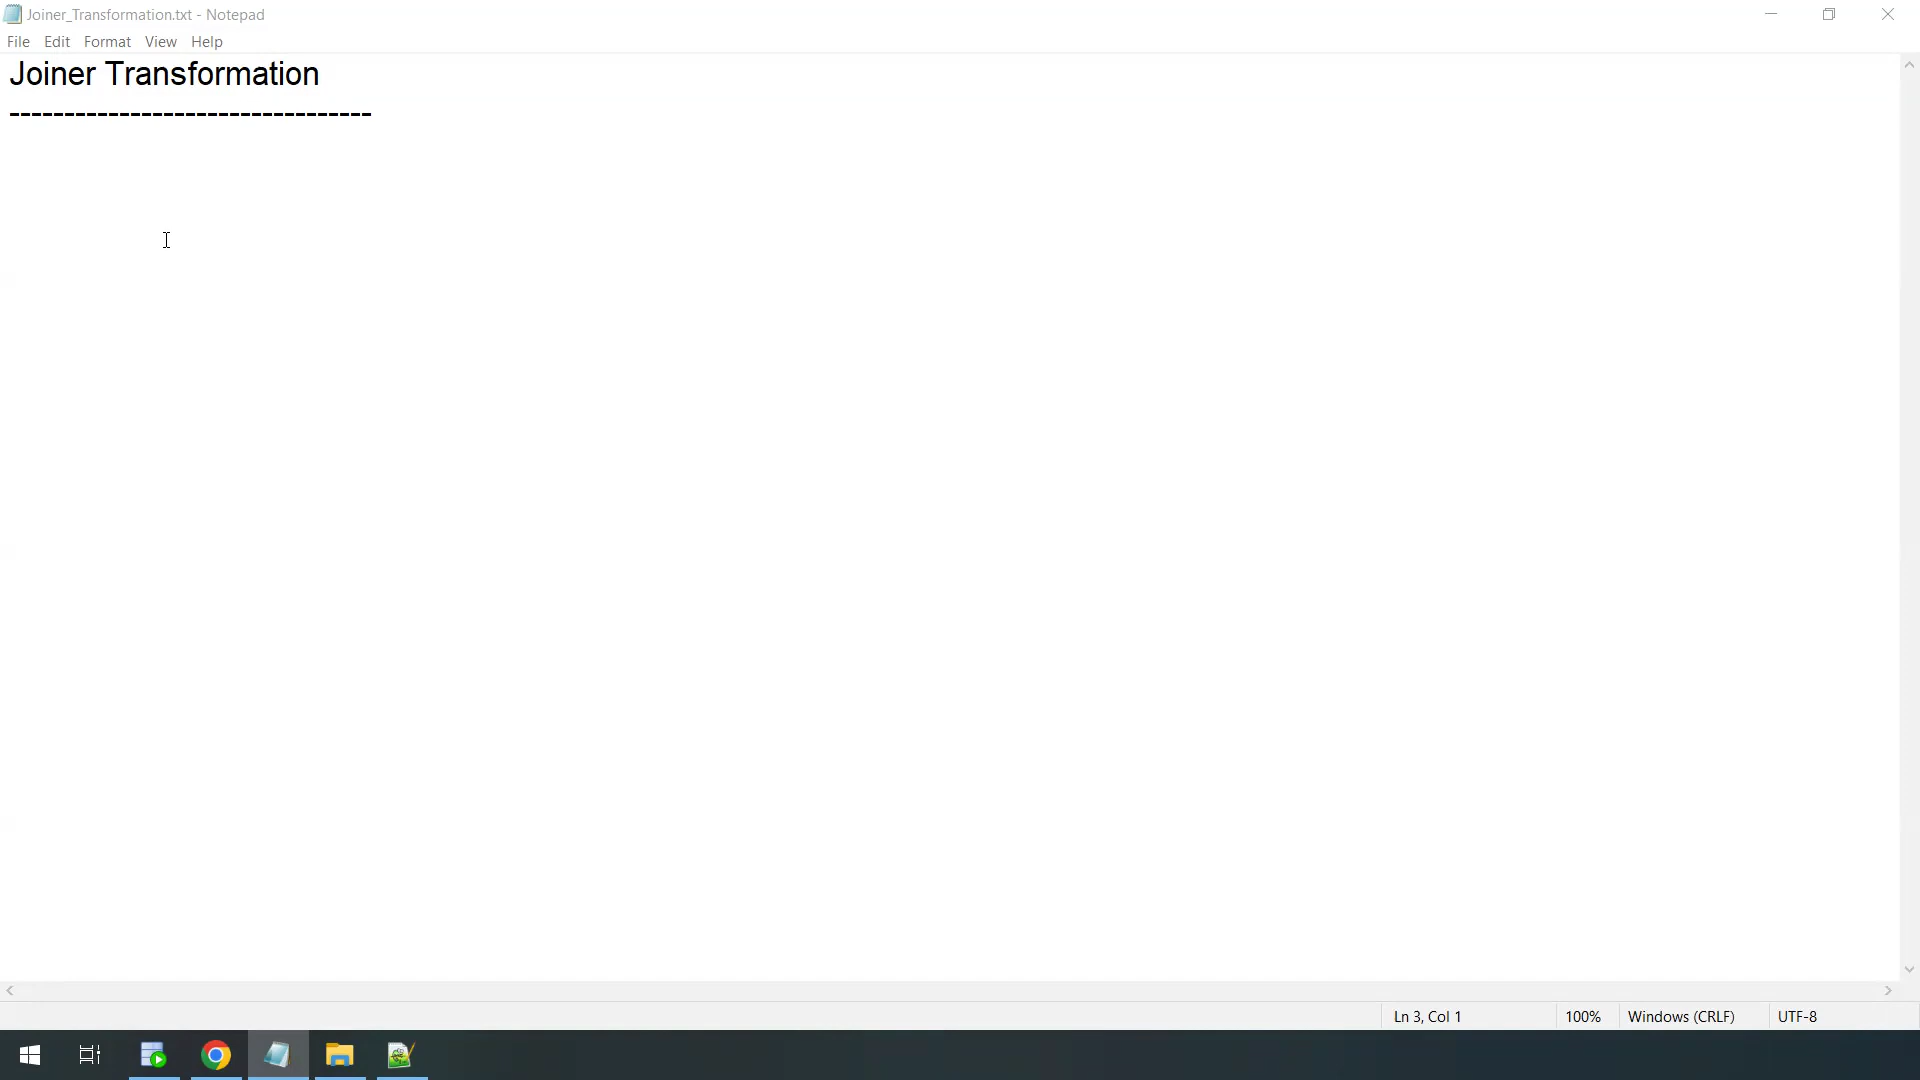 Joiner_Transformation.txt - Notepad
File Edit Format View Help
Joiner Transformation
---------------------------------
Ln 3, Col 1 100% Windows (CRLF) UTF-8